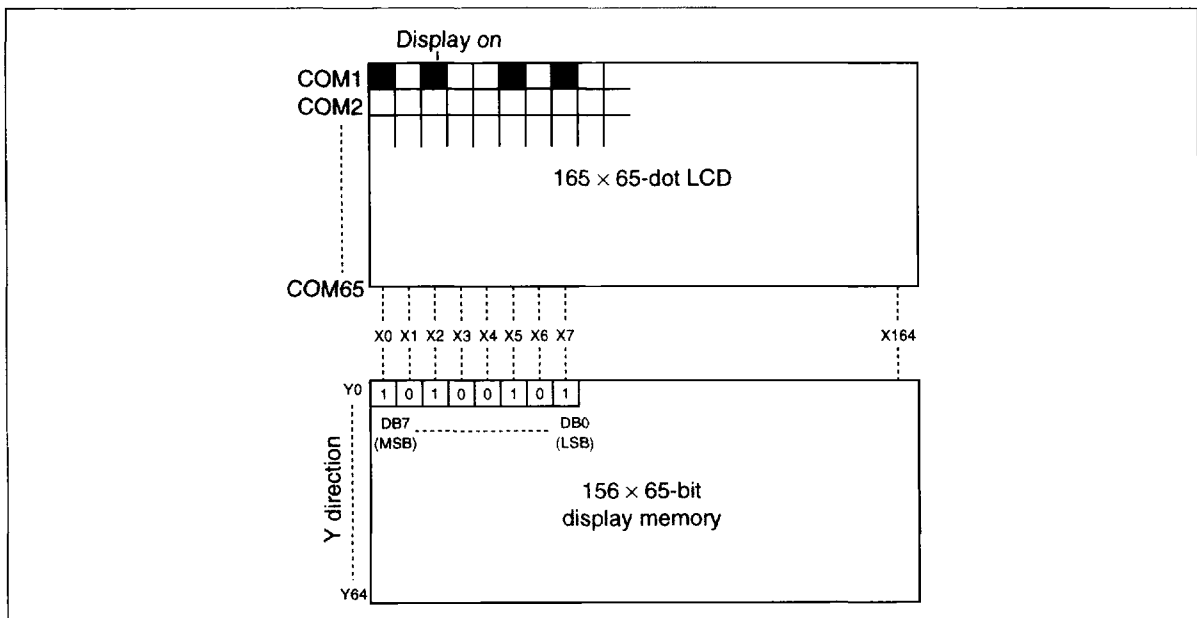 Display on
COM1
COM2
165 × 65-dot LCD
COM65
X0 X1 X2 X3 X4 X5 X6 X7 X164
Y0 1 0 1 0 0 1 0 1
DB7 DB0
(MSB) (LSB)
Y direction
156 × 65-bit
display memory
Y64